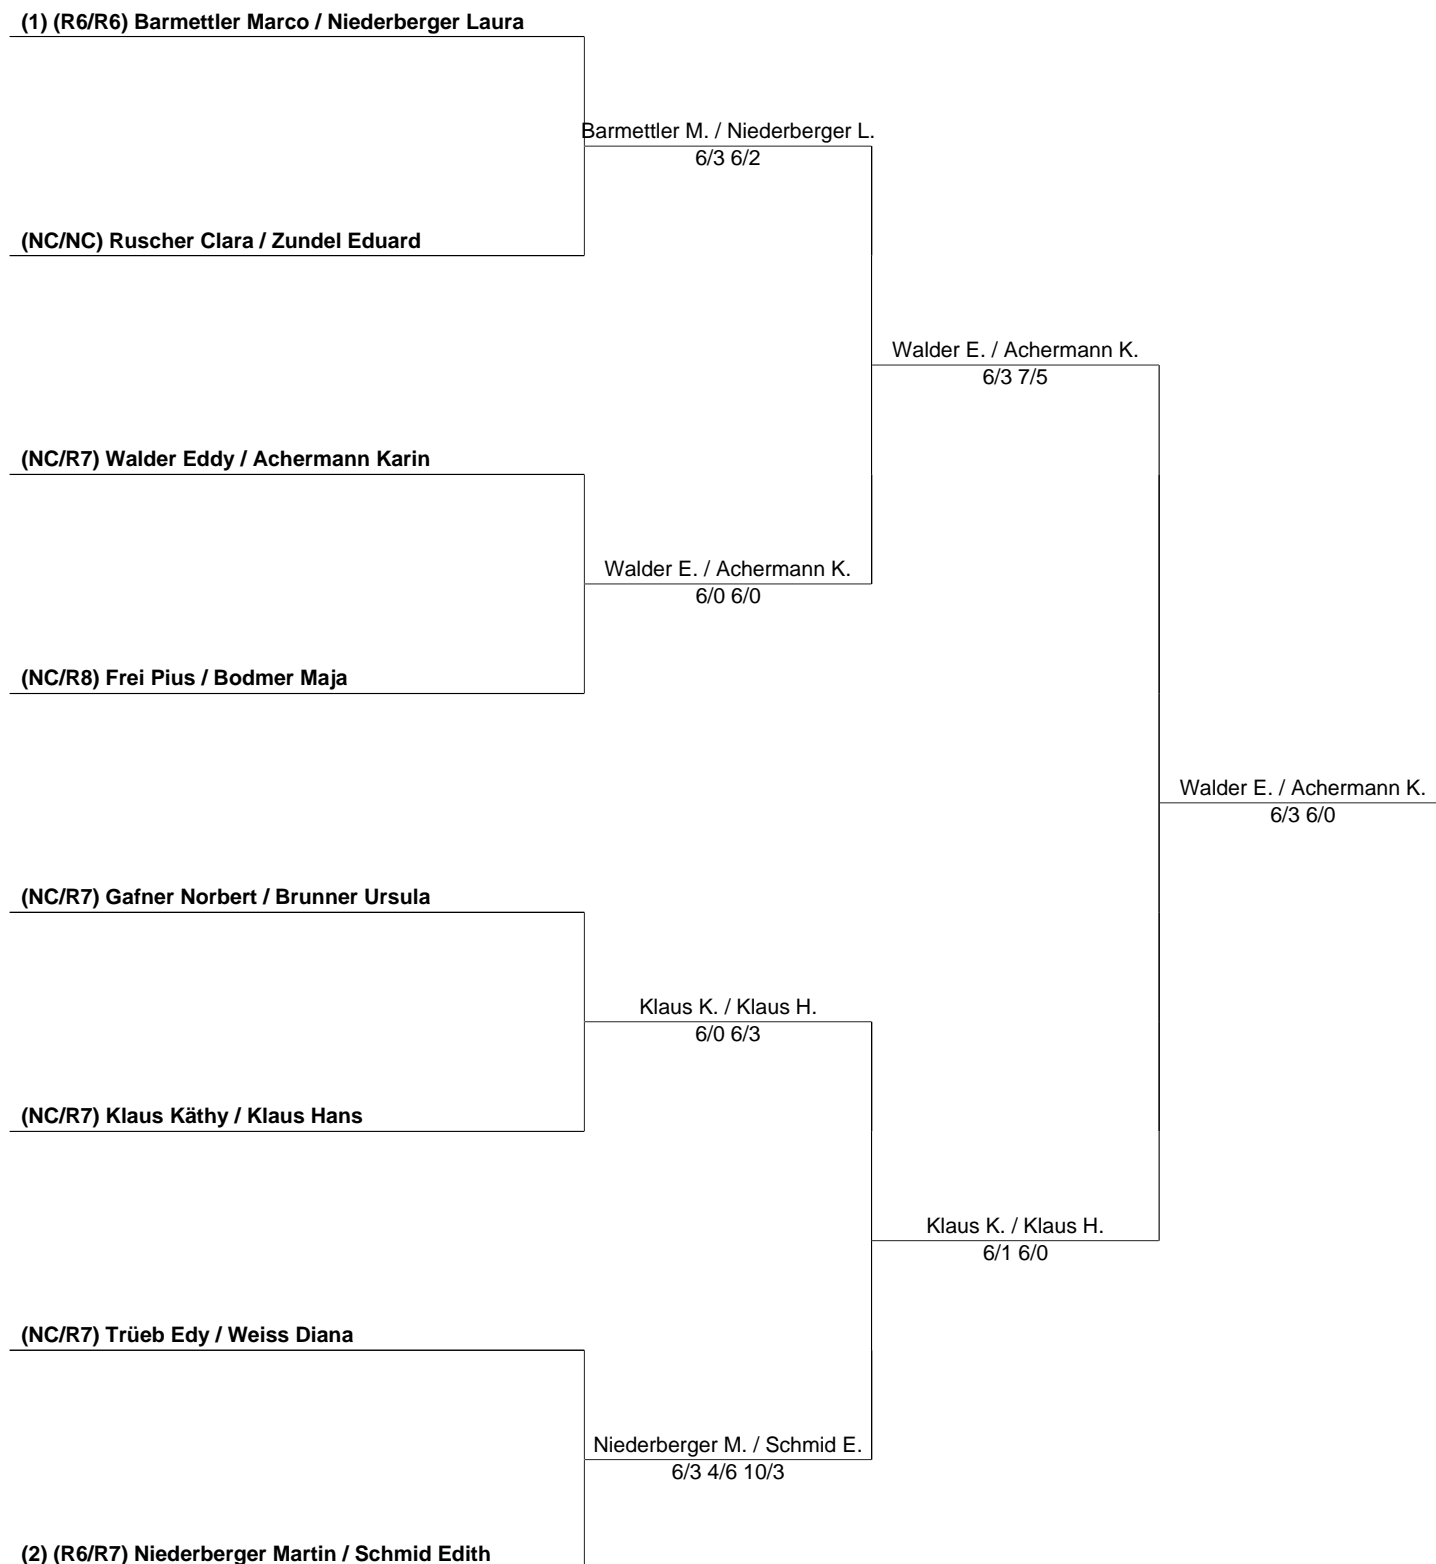 (1) (R6/R6) Barmettler Marco / Niederberger Laura
Barmettler M. / Niederberger L.
6/3 6/2
(NC/NC) Ruscher Clara / Zundel Eduard
Walder E. / Achermann K.
6/3 7/5
(NC/R7) Walder Eddy / Achermann Karin
Walder E. / Achermann K.
6/0 6/0
(NC/R8) Frei Pius / Bodmer Maja
Walder E. / Achermann K.
6/3 6/0
(NC/R7) Gafner Norbert / Brunner Ursula
Klaus K. / Klaus H.
6/0 6/3
(NC/R7) Klaus Käthy / Klaus Hans
Klaus K. / Klaus H.
6/1 6/0
(NC/R7) Trüeb Edy / Weiss Diana
Niederberger M. / Schmid E.
6/3 4/6 10/3
(2) (R6/R7) Niederberger Martin / Schmid Edith